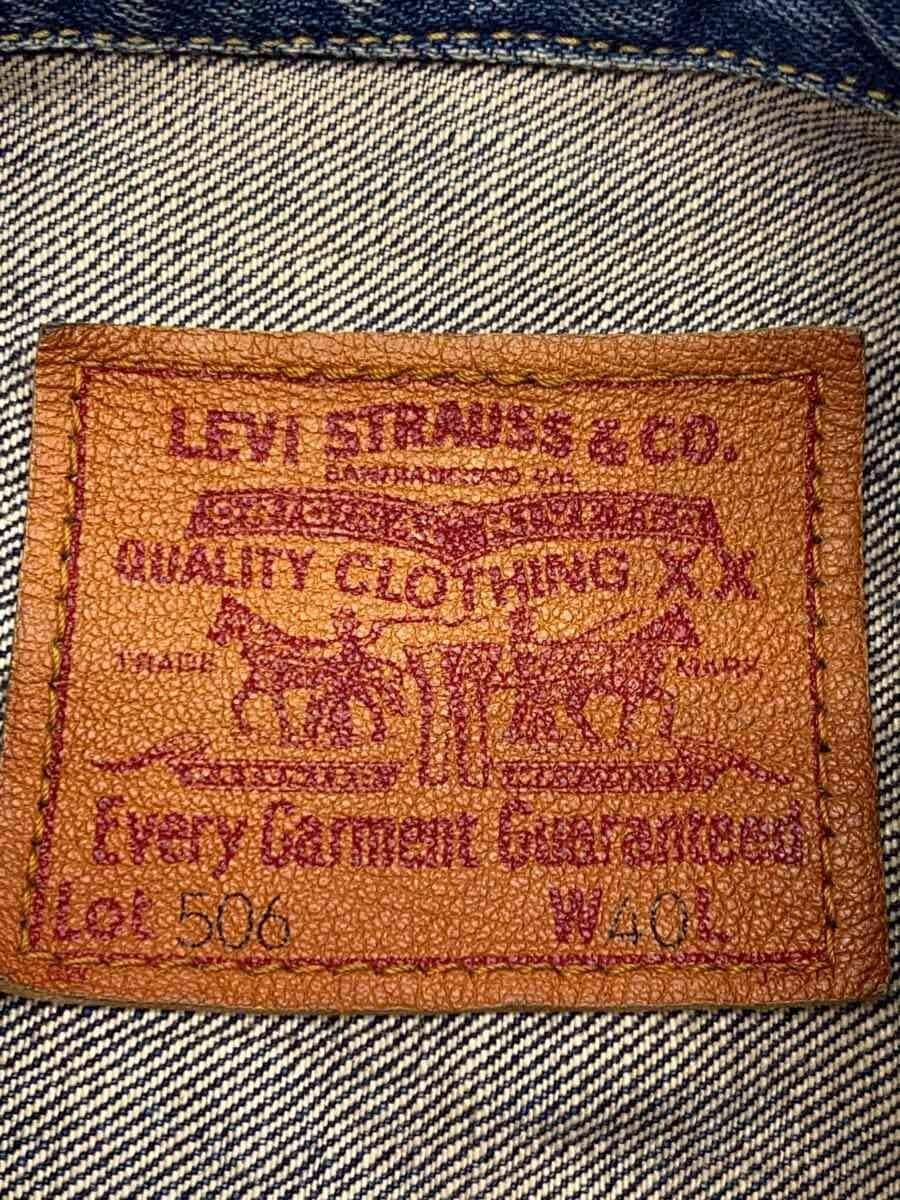 LEVI STRAUSS & CO.
QUALITY CLOTHING XX
TRADE MARK
Every Garment Guaranteed
Lot 506 W40L